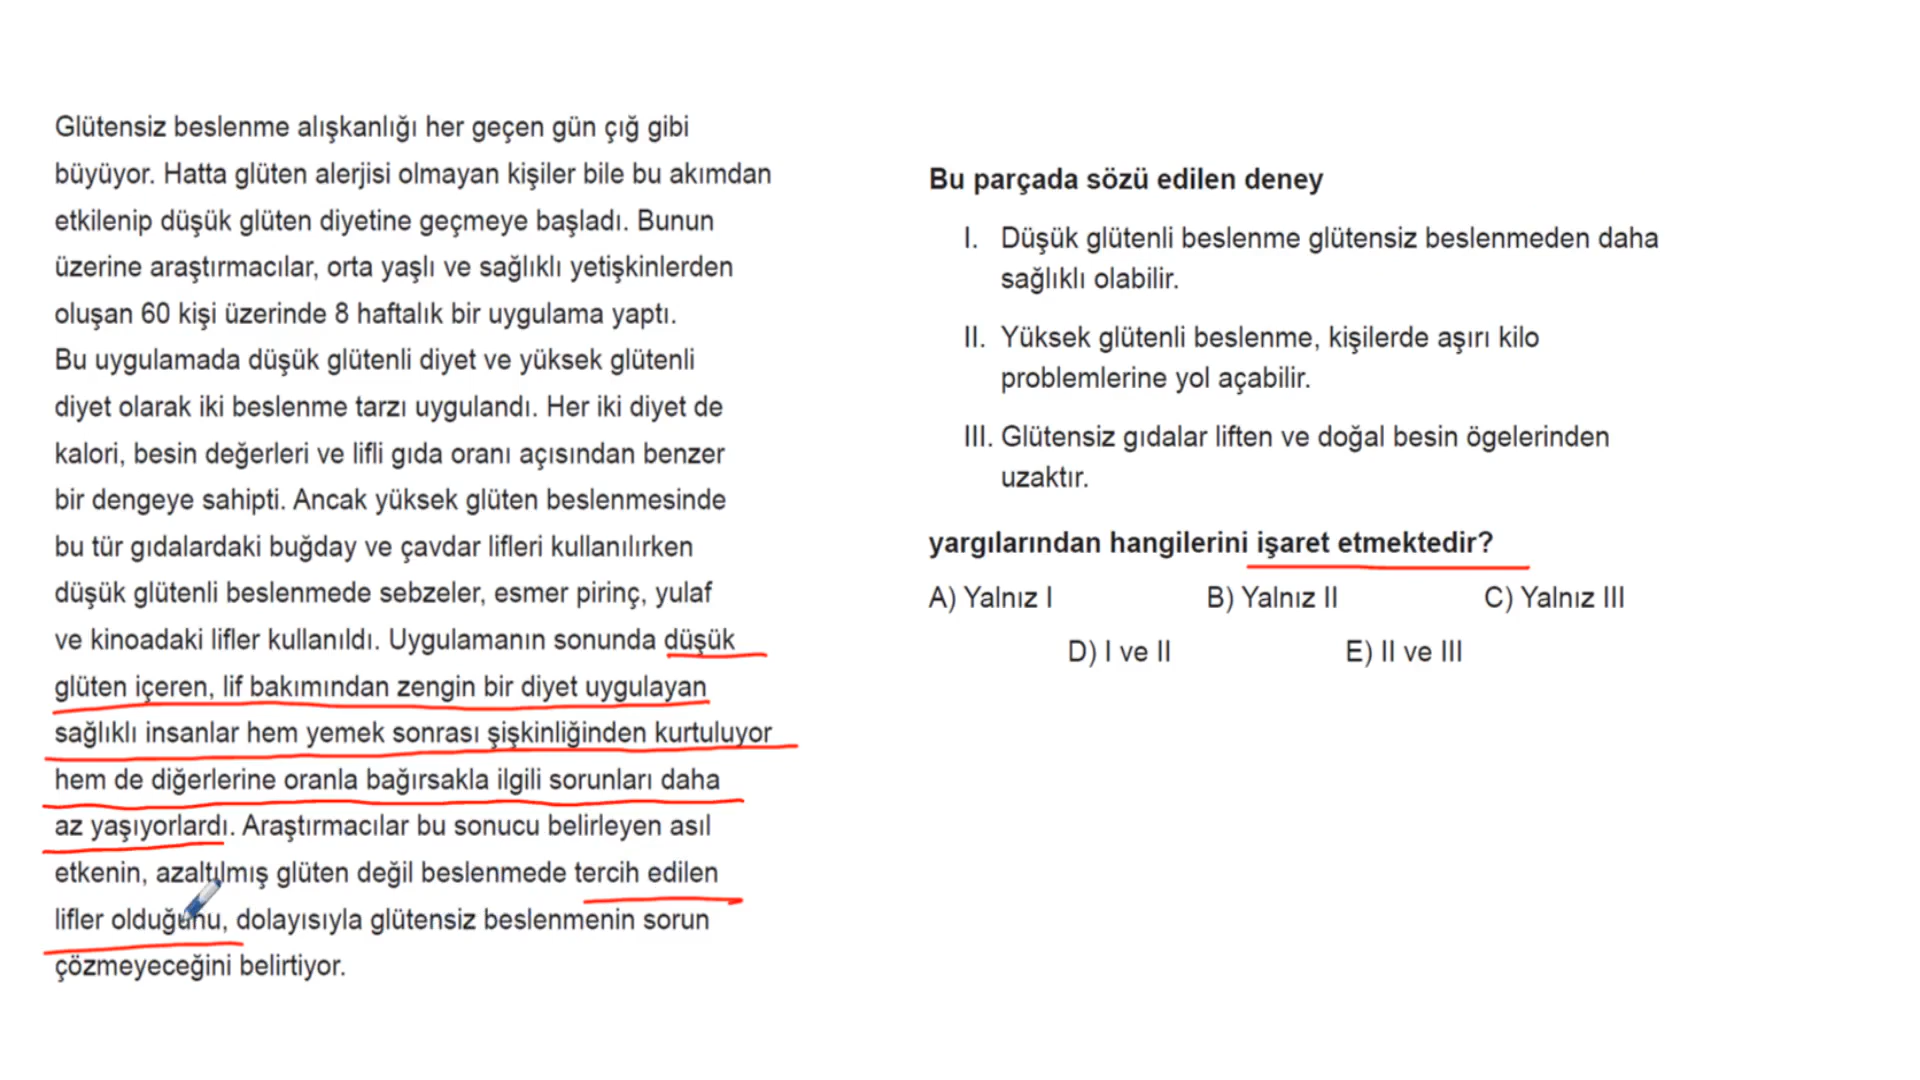 Glütensiz beslenme alışkanlığı her geçen gün çığ gibi
büyüyor. Hatta glüten alerjisi olmayan kişiler bile bu akımdan
etkilenip düşük glüten diyetine geçmeye başladı. Bunun
üzerine araştırmacılar, orta yaşlı ve sağlıklı yetişkinlerden
oluşan 60 kişi üzerinde 8 haftalık bir uygulama yaptı.
Bu uygulamada düşük glütenli diyet ve yüksek glütenli
diyet olarak iki beslenme tarzı uygulandı. Her iki diyet de
kalori, besin değerleri ve lifli gıda oranı açısından benzer
bir dengeye sahipti. Ancak yüksek glüten beslenmesinde
bu tür gıdalardaki buğday ve çavdar lifleri kullanılırken
düşük glütenli beslenmede sebzeler, esmer pirinç, yulaf
ve kinoadaki lifler kullanıldı. Uygulamanın sonunda düşük
glüten içeren, lif bakımından zengin bir diyet uygulayan
sağlıklı insanlar hem yemek sonrası şişkinliğinden kurtuluyor
hem de diğerlerine oranla bağırsakla ilgili sorunları daha
az yaşıyorlardı. Araştırmacılar bu sonucu belirleyen asıl
etkenin, azaltılmış glüten değil beslenmede tercih edilen
lifler olduğunu, dolayısıyla glütensiz beslenmenin sorun
çözmeyeceğini belirtiyor.
Bu parçada sözü edilen deney
I. Düşük glütenli beslenme glütensiz beslenmeden daha
sağlıklı olabilir.
II. Yüksek glütenli beslenme, kişilerde aşırı kilo
problemlerine yol açabilir.
III. Glütensiz gıdalar liften ve doğal besin ögelerinden
uzaktır.
yargılarından hangilerini işaret etmektedir?
A) Yalnız I B) Yalnız II C) Yalnız III
D) I ve II E) II ve III